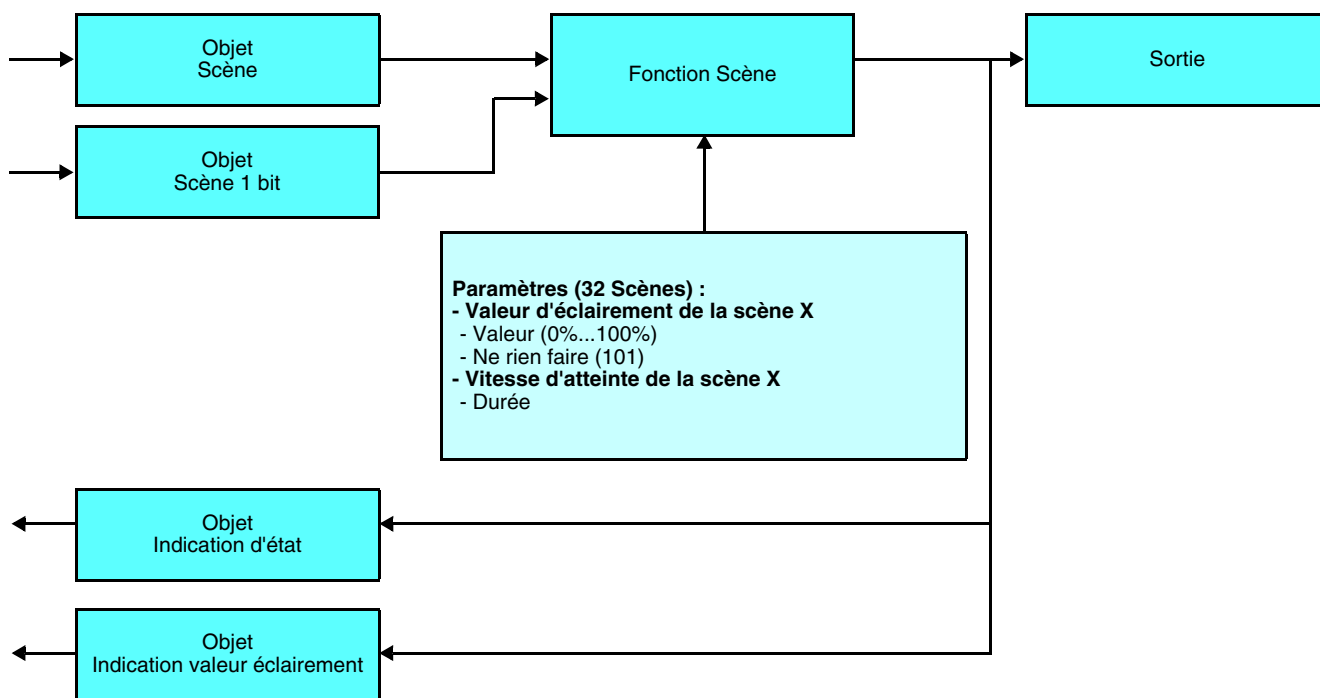 Objet
Scène
Fonction Scène
Sortie
Objet
Scène 1 bit
Paramètres (32 Scènes) :
- Valeur d'éclairement de la scène X
- Valeur (0%...100%)
- Ne rien faire (101)
- Vitesse d'atteinte de la scène X
- Durée
Objet
Indication d'état
Objet
Indication valeur éclairement